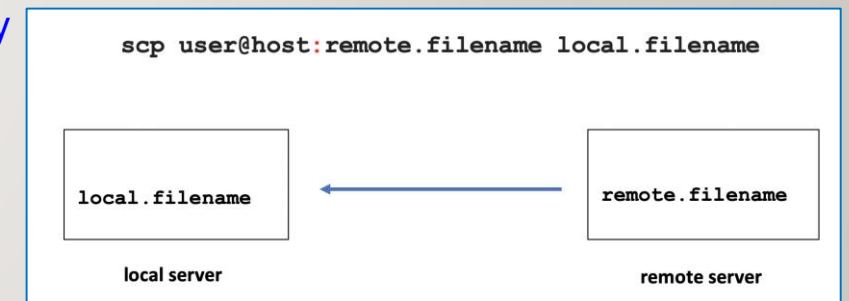 y
scp user@host:remote.filename local.filename
local.filename
remote.filename
local server
remote server